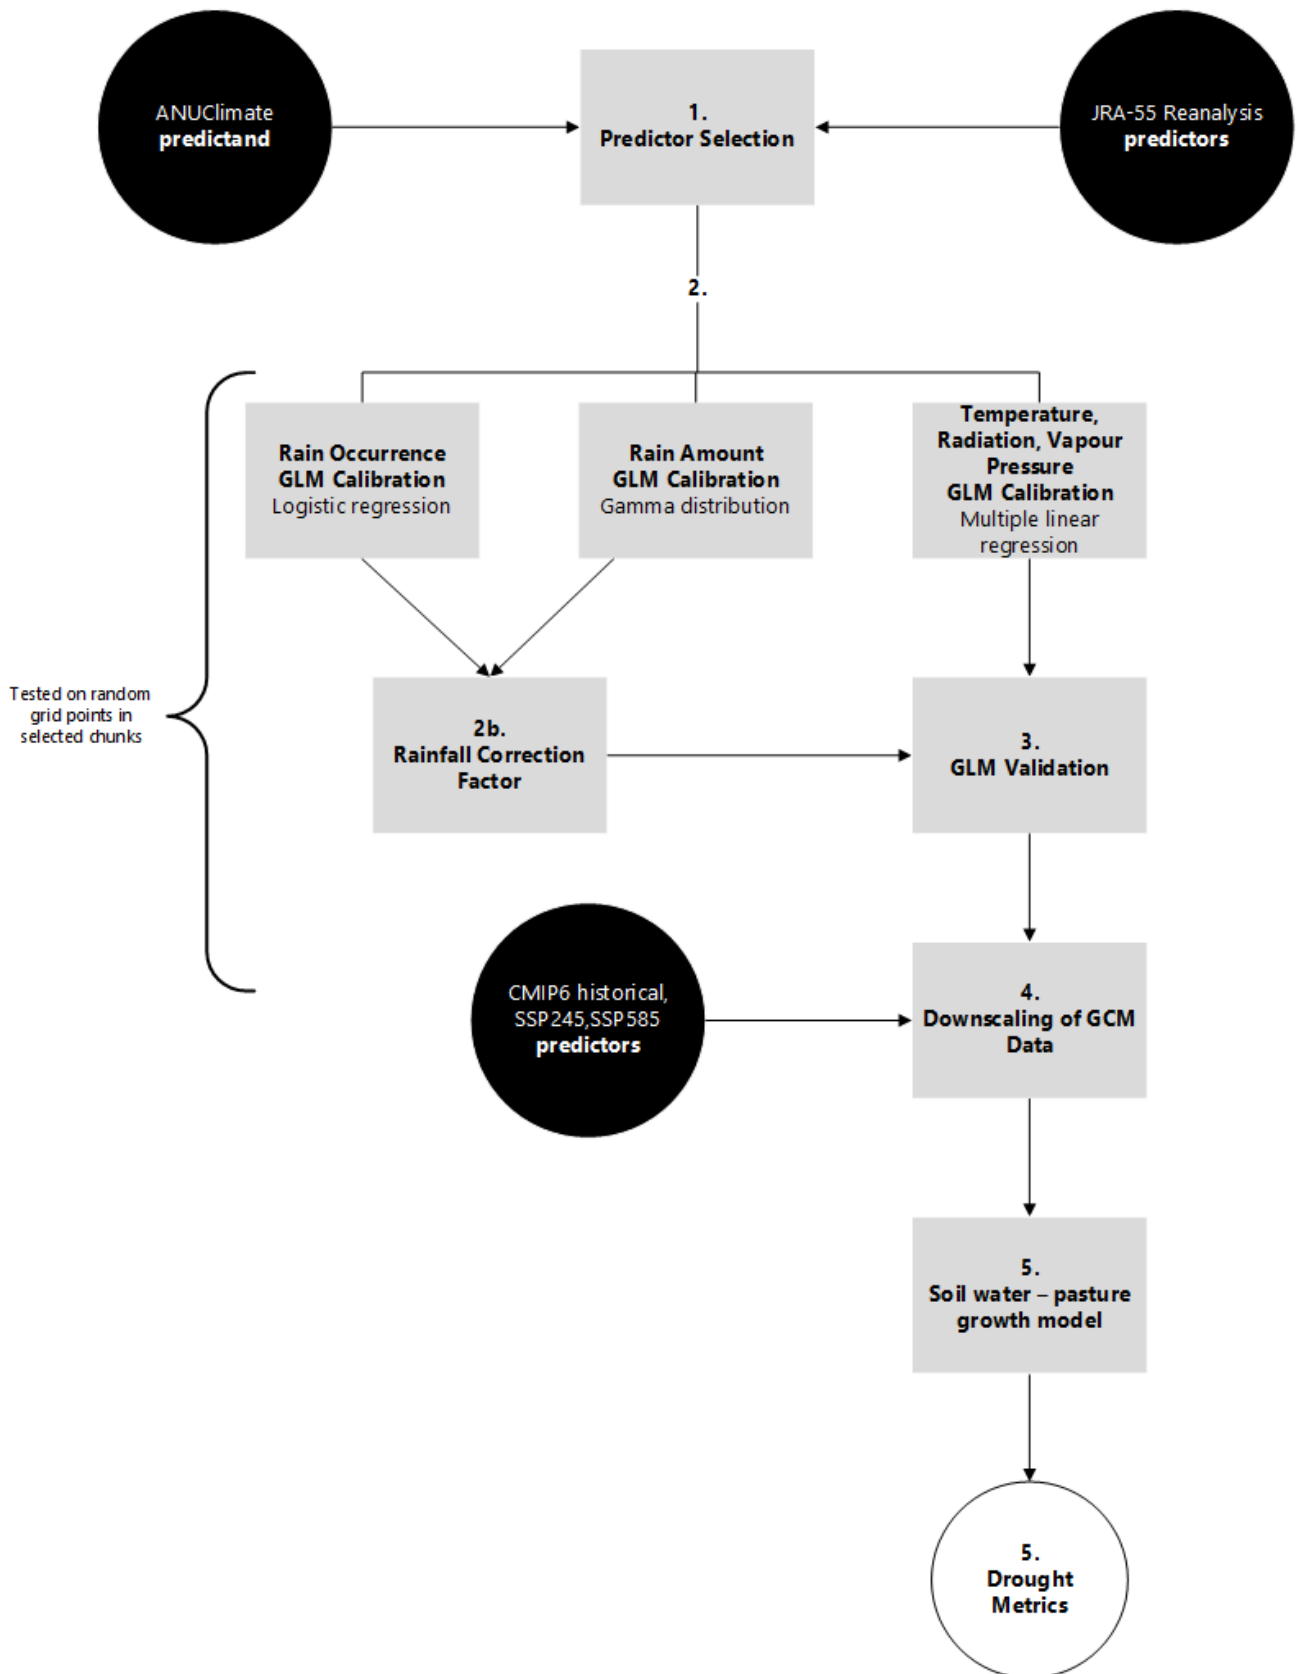 ANUClimate
predictand
1.
Predictor Selection
JRA-55 Reanalysis
predictors
2.
Rain Occurrence
GLM Calibration
Logistic regression
Rain Amount
GLM Calibration
Gamma distribution
Temperature,
Radiation, Vapour
Pressure
GLM Calibration
Multiple linear
regression
Tested on random
grid points in
selected chunks
2b.
Rainfall Correction
Factor
3.
GLM Validation
CMIP6 historical,
SSP245,SSP585
predictors
4.
Downscaling of GCM
Data
5.
Soil water – pasture
growth model
5.
Drought
Metrics